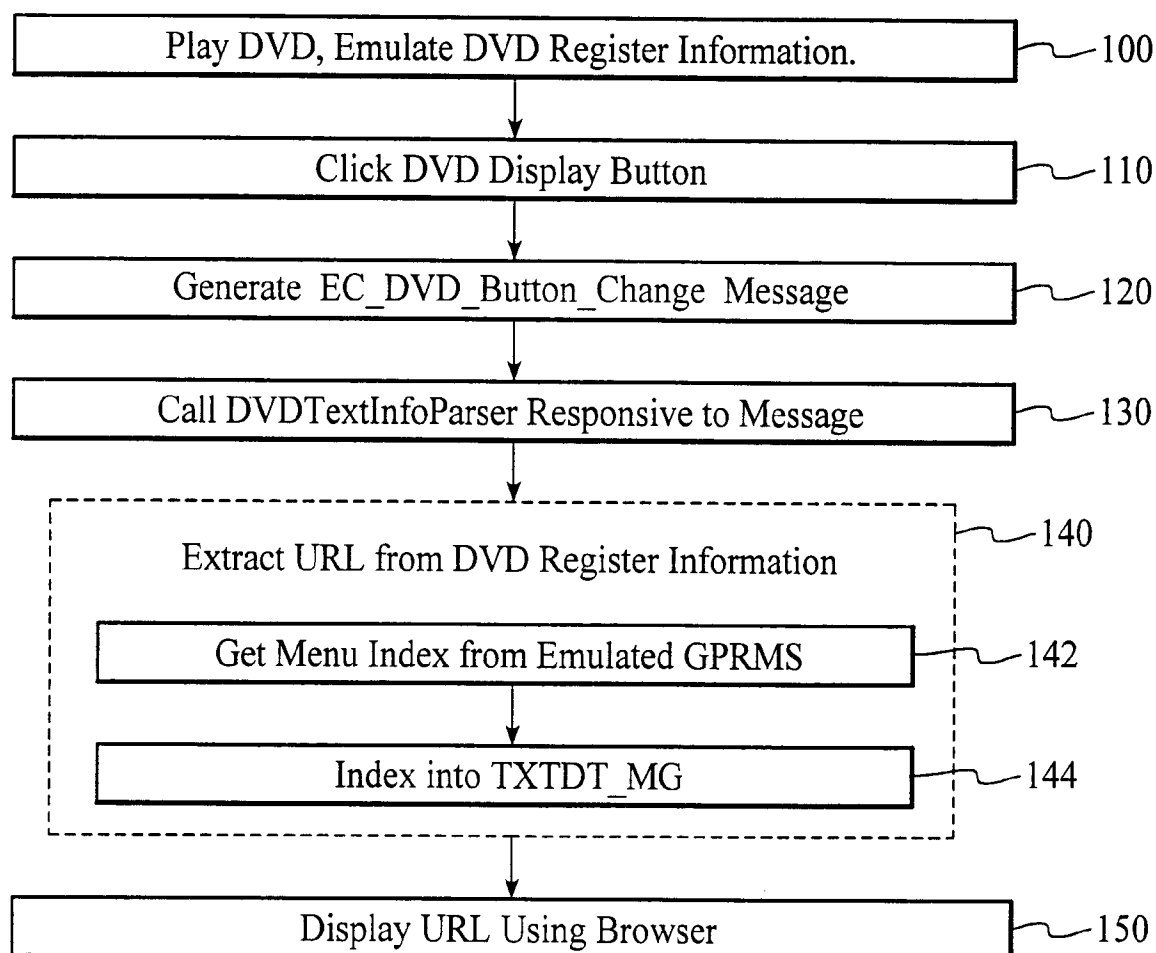 Play DVD, Emulate DVD Register Information.
100
Click DVD Display Button
110
Generate EC_DVD_Button_Change Message
120
Call DVDTextInfoParser Responsive to Message
130
140
Extract URL from DVD Register Information
Get Menu Index from Emulated GPRMS
142
Index into TXTDT_MG
144
Display URL Using Browser
150